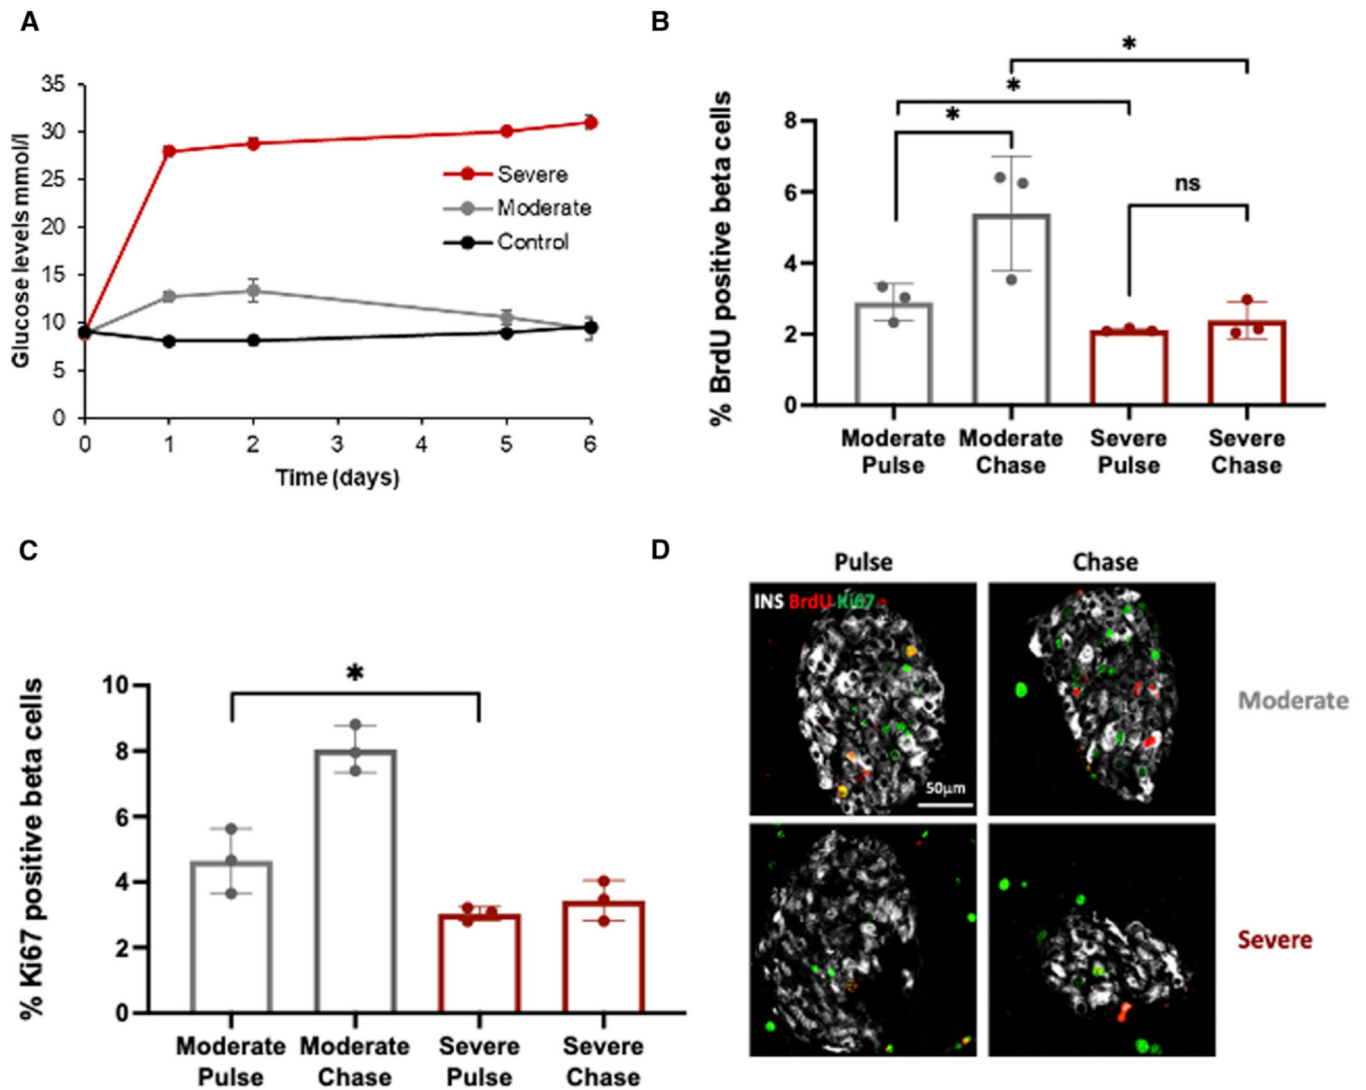 A
35
30
25
20
15
10
5
0
Glucose levels mmol/l
Severe
Moderate
Control
0 1 2 3 4 5 6
Time (days)
B
*
*
*
ns
8
6
4
2
0
% BrdU positive beta cells
Moderate Moderate Severe Severe
Pulse Chase Pulse Chase
C
*
10
8
6
4
2
0
% Ki67 positive beta cells
Moderate Moderate Severe Severe
Pulse Chase Pulse Chase
D
Pulse Chase
INS BrdU Ki67
50μm
Moderate
Severe